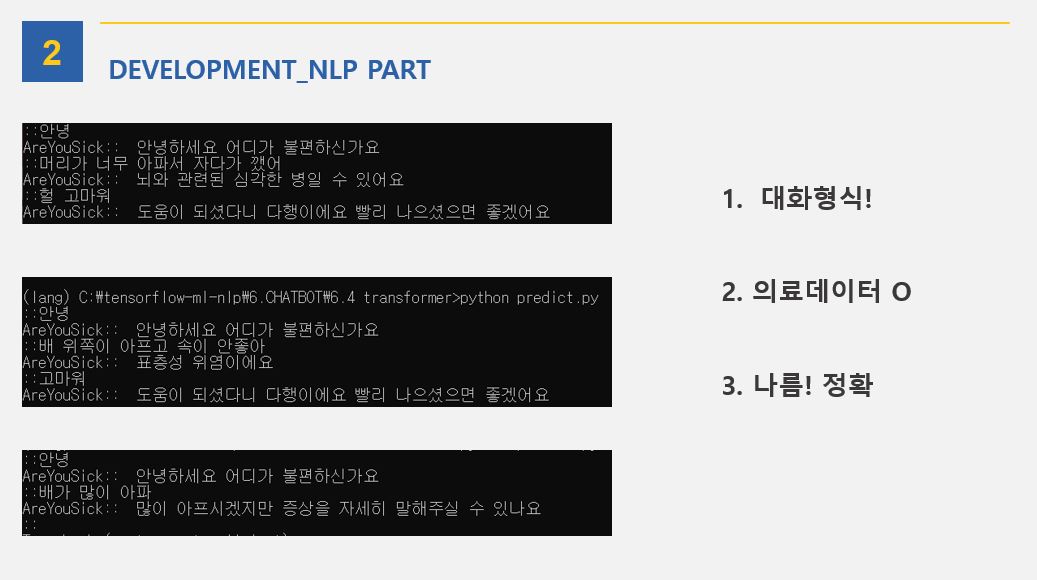 2
DEVELOPMENT_NLP PART
::안녕
AreYouSick:: 안녕하세요 어디가 불편하신가요
::머리가 너무 아파서 자다가 깼어
AreYouSick:: 뇌와 관련된 심각한 병일 수 있어요
::헐 고마워
AreYouSick:: 도움이 되셨다니 다행이에요 빨리 나으셨으면 좋겠어요
(lang) C:\tensorflow-ml-nlp\6.CHATBOT\6.4 transformer>python predict.py
::안녕
AreYouSick:: 안녕하세요 어디가 불편하신가요
::배 위쪽이 아프고 속이 안좋아
AreYouSick:: 표층성 위염이에요
::고마워
AreYouSick:: 도움이 되셨다니 다행이에요 빨리 나으셨으면 좋겠어요
::안녕
AreYouSick:: 안녕하세요 어디가 불편하신가요
::배가 많이 아파
AreYouSick:: 많이 아프시겠지만 증상을 자세히 말해주실 수 있나요
::
1. 대화형식!
2. 의료데이터 O
3. 나름! 정확